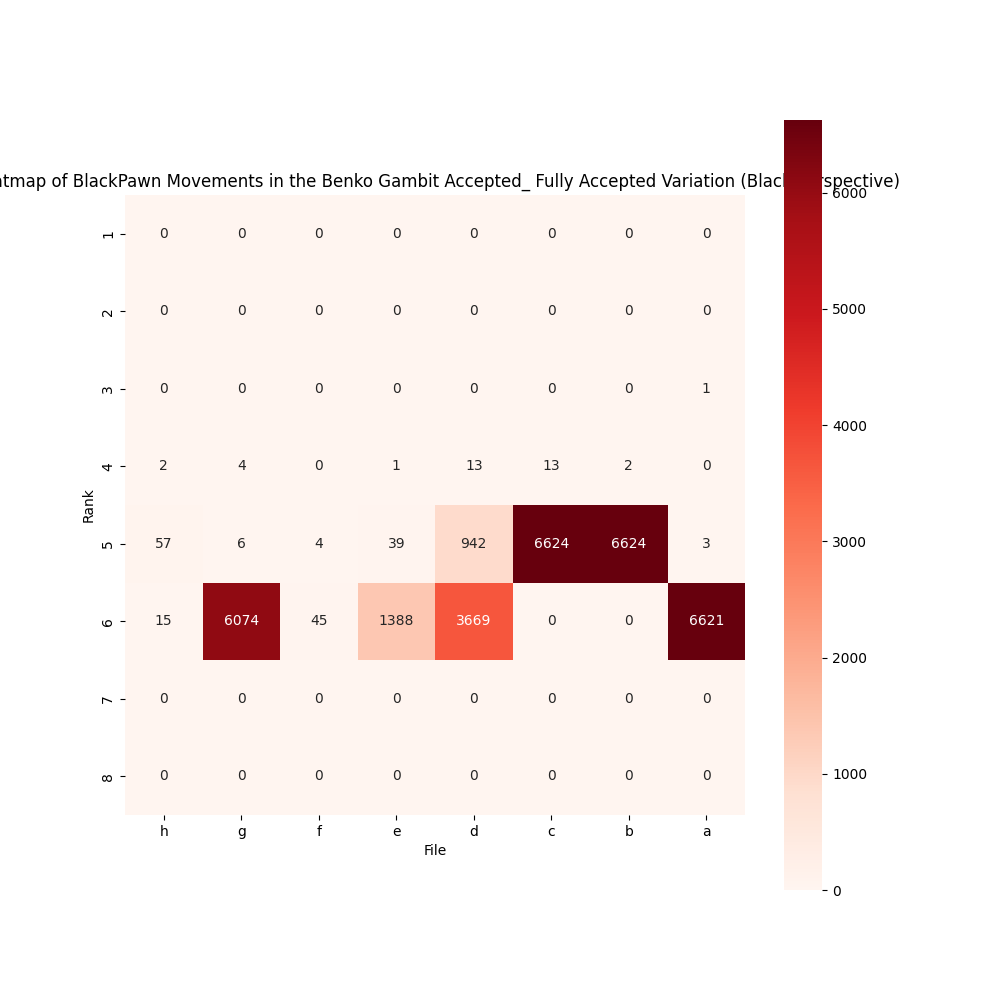 atmap of BlackPawn Movements in the Benko Gambit Accepted_ Fully Accepted Variation (Blac spective)
6000
1 0 0 0 0 0 0 0 0
5000
2 0 0 0 0 0 0 0 0
3 0 0 0 0 0 0 0 1
4000
4 2 4 0 1 13 13 2 0
Rank
5 57 6 4 39 942 6624 6624 3
3000
6 15 6074 45 1388 3669 0 0 6621
2000
7 0 0 0 0 0 0 0 0
8 0 0 0 0 0 0 0 0
1000
h g f e d c b a
File
0